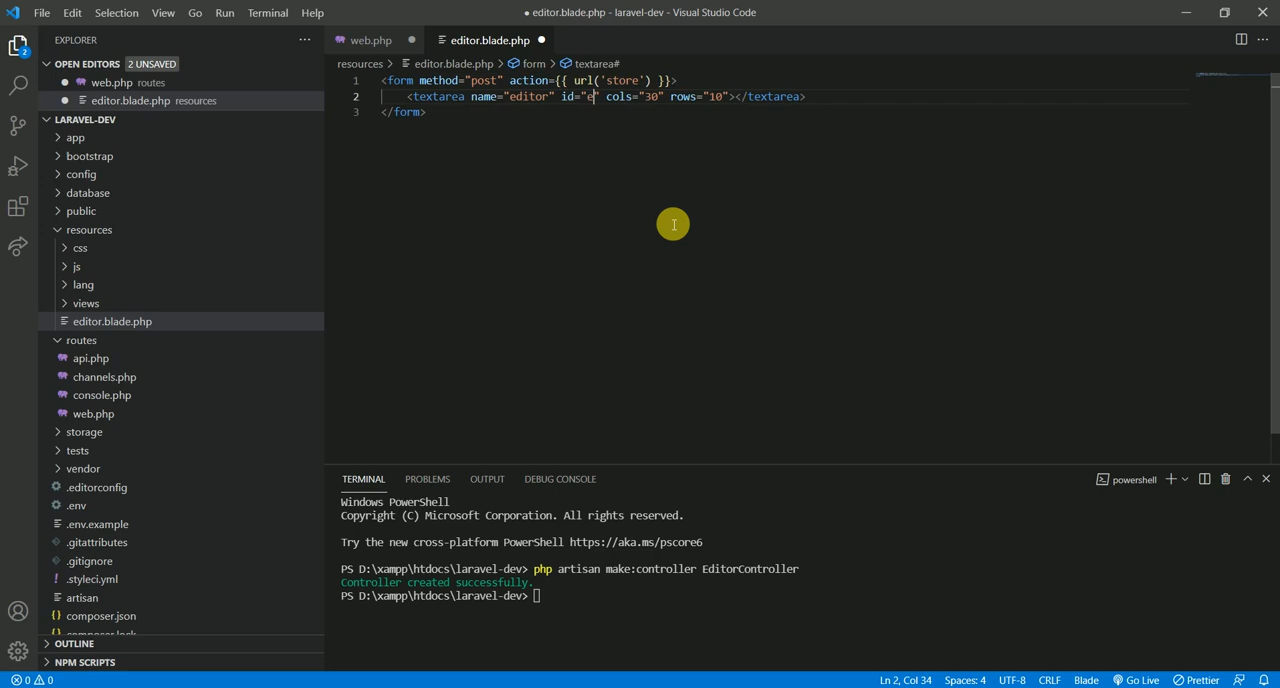 File Edit Selection View Go Run Terminal Help
● editor.blade.php - laravel-dev - Visual Studio Code
2
EXPLORER
OPEN EDITORS 2 UNSAVED
web.php routes
editor.blade.php resources
LARAVEL-DEV
app
bootstrap
config
database
public
resources
css
js
lang
views
editor.blade.php
routes
api.php
channels.php
console.php
web.php
storage
tests
vendor
.editorconfig
.env
.env.example
.gitattributes
.gitignore
.styleci.yml
artisan
composer.json
composer.lock
OUTLINE
NPM SCRIPTS
web.php
editor.blade.php
resources > editor.blade.php > form > textarea#
1 <form method="post" action={{ url('store') }}>
2 <textarea name="editor" id="e" cols="30" rows="10"></textarea>
3 </form>
TERMINAL PROBLEMS OUTPUT DEBUG CONSOLE
powershell
Windows PowerShell
Copyright (C) Microsoft Corporation. All rights reserved.
Try the new cross-platform PowerShell https://aka.ms/pscore6
PS D:\xampp\htdocs\laravel-dev> php artisan make:controller EditorController
Controller created successfully.
PS D:\xampp\htdocs\laravel-dev>
0 0
Ln 2, Col 34 Spaces: 4 UTF-8 CRLF Blade Go Live Prettier